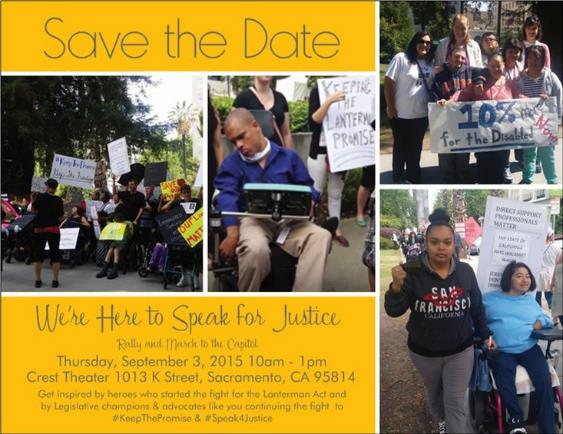 Save the Date
KEEPING
THE
LANTERMAN
PROMISE
10%
for the Disabled
Now
#KeepThePromise
DIRECT SUPPORT
PROFESSIONALS
MATTER
THE STATE OF
CALIFORNIA
SAN
FRANCISCO
CALIFORNIA
We're Here to Speak For Justice
Rally and March to the Capitol
Thursday, September 3, 2015 10am - 1pm
Crest Theater 1013 K Street, Sacramento, CA 95814
Get inspired by heroes who started the fight for the Lanterman Act and
by Legislative champions & advocates like you continuing the fight to
#KeepThePromise & #Speak4Justice